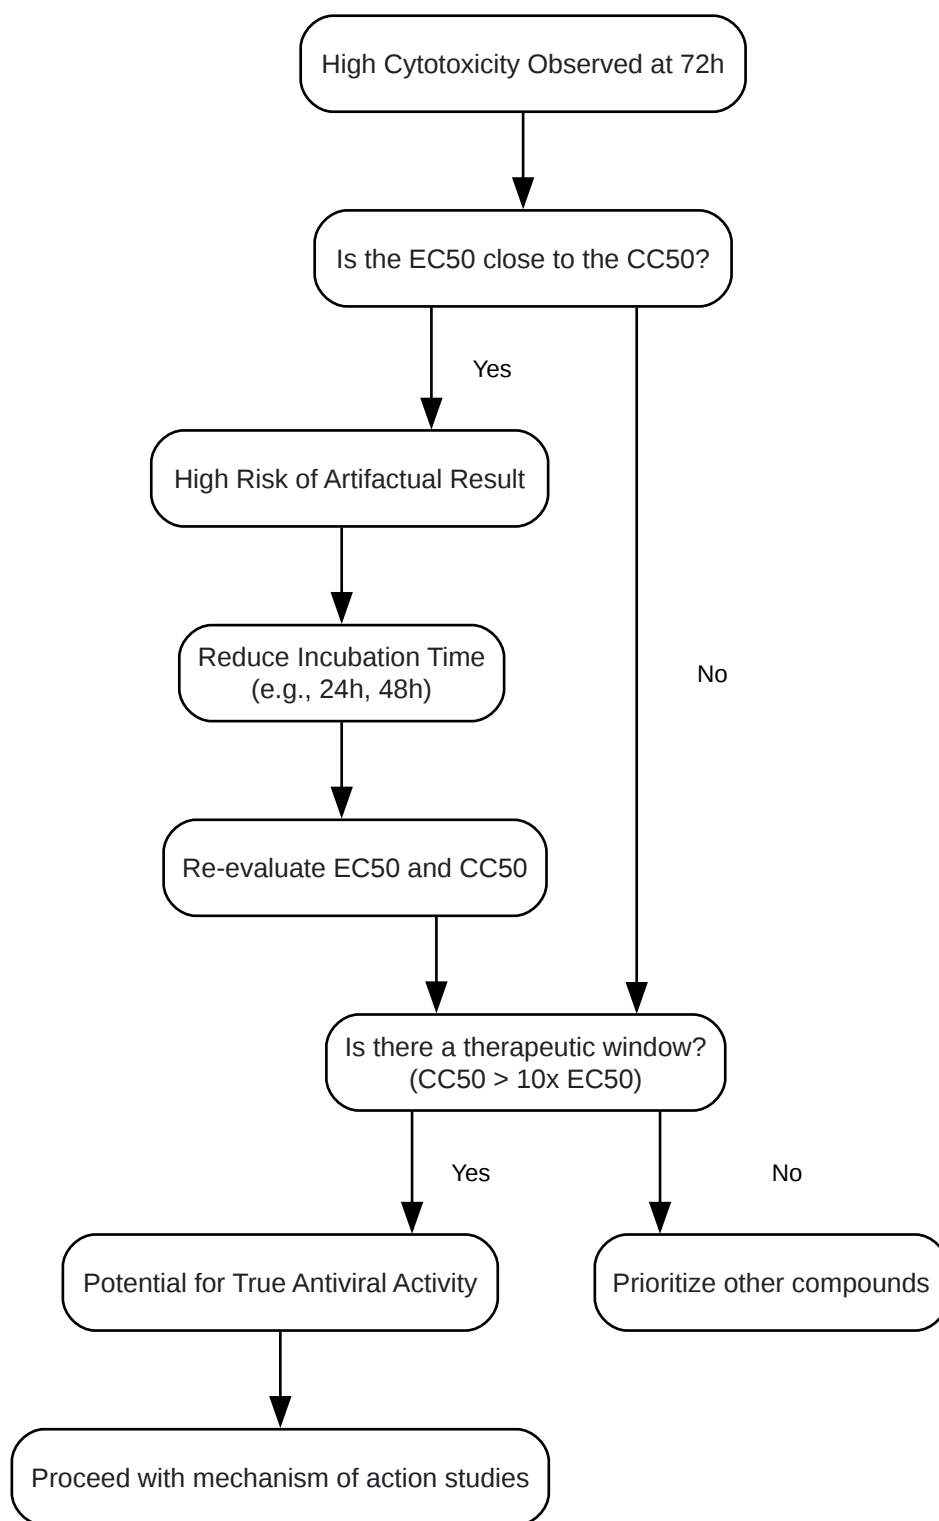 High Cytotoxicity Observed at 72h
Is the EC50 close to the CC50?
Yes
High Risk of Artifactual Result
Reduce Incubation Time
(e.g., 24h, 48h)
No
Re-evaluate EC50 and CC50
Is there a therapeutic window?
(CC50 > 10x EC50)
Yes
No
Potential for True Antiviral Activity
Prioritize other compounds
Proceed with mechanism of action studies